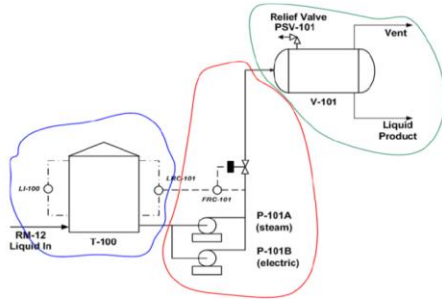 Relief Valve
PSV-101
Vent
V-101
Liquid
Product
LI-100
LRC-101
FRC-101
P-101A
(steam)
RM-12
Liquid In
T-100
P-101B
(electric)